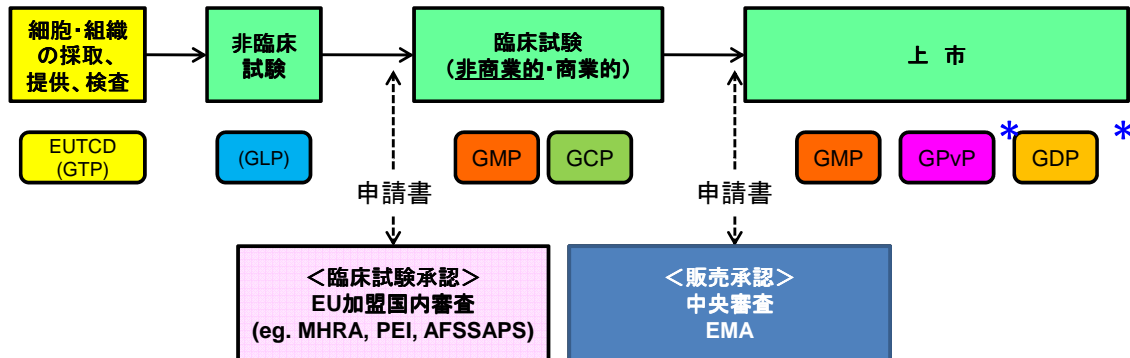 細胞・組織
の採取、
提供、検査
非臨床
試験
臨床試験
（非商業的・商業的）
上 市
EUTCD
(GTP)
(GLP)
GMP
GCP
GMP
GPvP
*
GDP
*
申請書
申請書
＜臨床試験承認＞
EU加盟国内審査
(eg. MHRA, PEI, AFSSAPS)
＜販売承認＞
中央審査
EMA